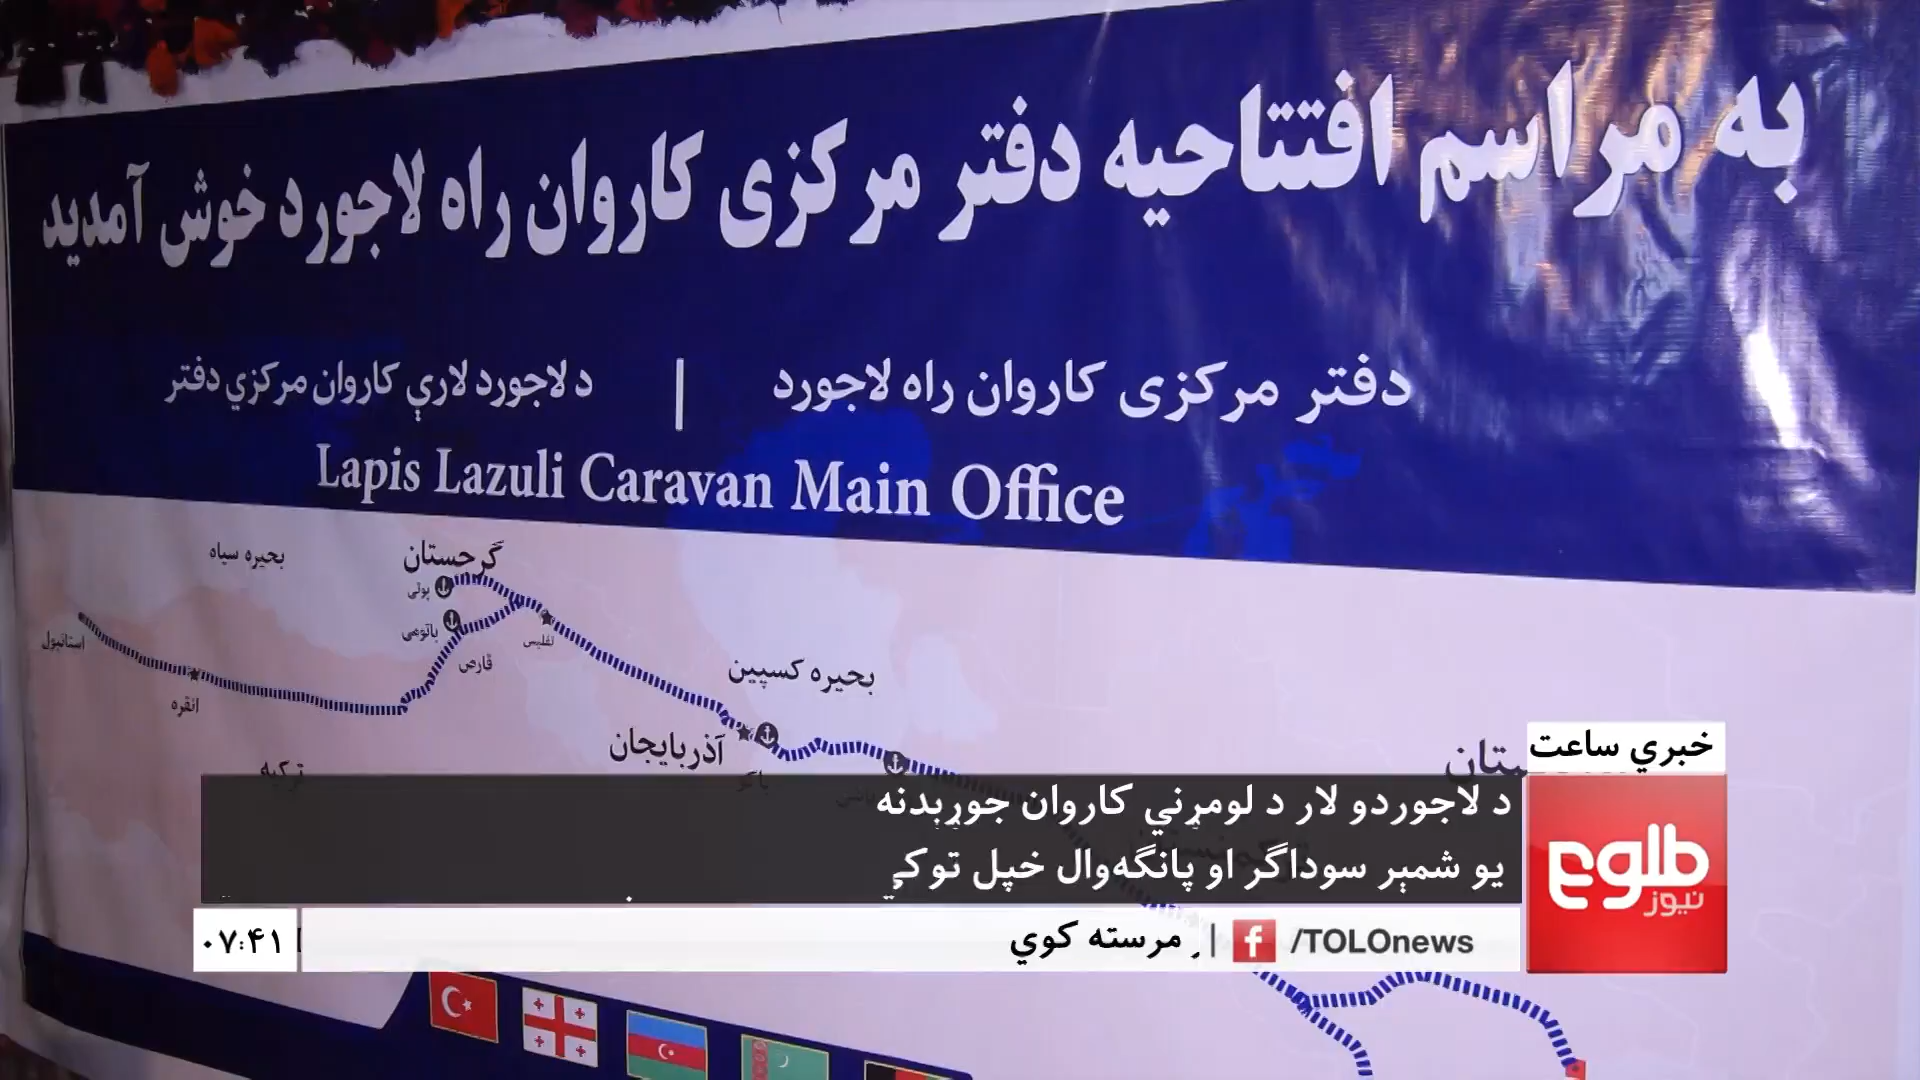 به مراسم افتتاحیه دفتر مرکزی کاروان راه لاجورد خوش آمدید
دفتر مرکزی کاروان راه لاجورد | د لاجورد لارې کاروان مرکزي دفتر
Lapis Lazuli Caravan Main Office
بحیره سیاه
گرجستان
پوتی
باتومی
تفلیس
قارص
استانبول
انقره
بحیره کسپین
آذربایجان
باکو
ترکیه
خبري ساعت
د لاجوردو لار د لومړني کاروان جوړېدنه
یو شمېر سوداګر او پانګه‌وال خپل توکي
طلوع
نیوز
۰۷:۴۱
مرسته کوي
| f /TOLOnews